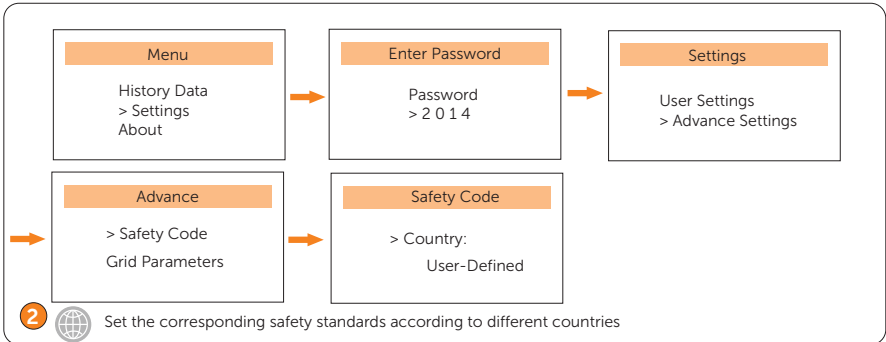 Menu
History Data
> Settings
About
Enter Password
Password
> 2 0 1 4
Settings
User Settings
> Advance Settings
Advance
> Safety Code
Grid Parameters
Safety Code
> Country:
User-Defined
2
Set the corresponding safety standards according to different countries